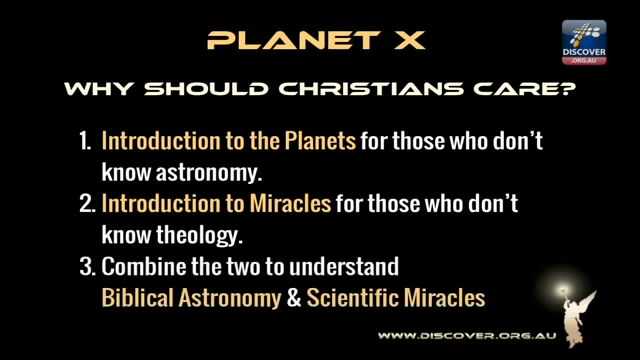 PLANET X
DISCOVER
.ORG.AU
WHY SHOULD CHRISTIANS CARE?
1. Introduction to the Planets for those who don't
know astronomy.
2. Introduction to Miracles for those who don't
know theology.
3. Combine the two to understand
Biblical Astronomy & Scientific Miracles
WWW.DISCOVER.ORG.AU